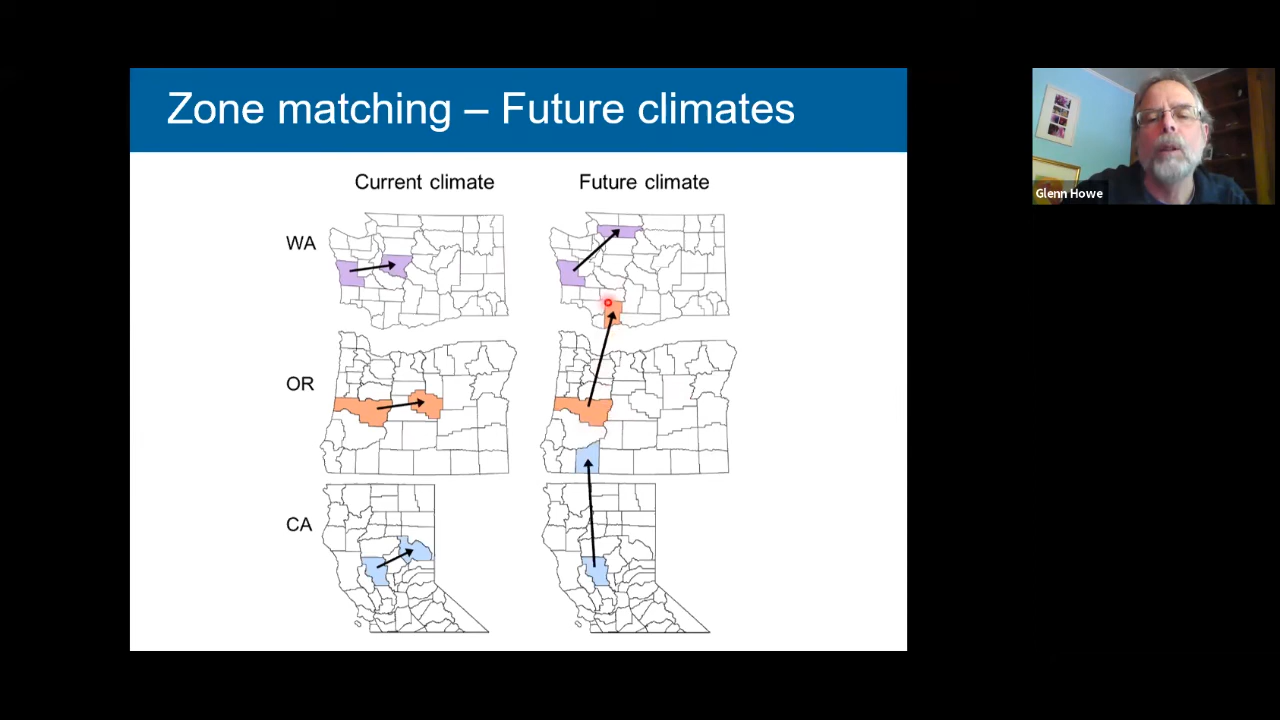 Zone matching – Future climates
Current climate
Future climate
WA
OR
CA
Glenn Howe